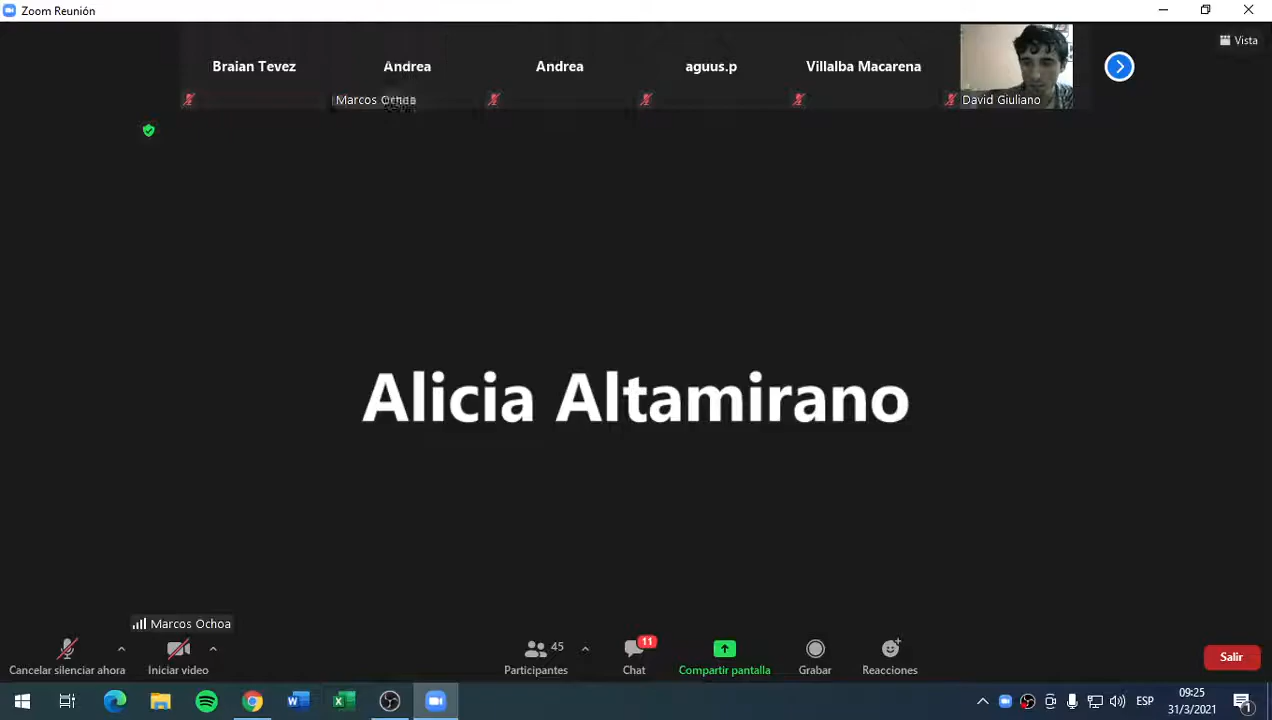 Zoom Reunión
Vista
Braian Tevez
Andrea
Andrea
aguus.p
Villalba Macarena
Marcos Ochoa
David Giuliano
Alicia Altamirano
Marcos Ochoa
45
11
Cancelar silenciar ahora
Iniciar video
Participantes
Chat
Compartir pantalla
Grabar
Reacciones
Salir
ESP
09:25
31/3/2021
1